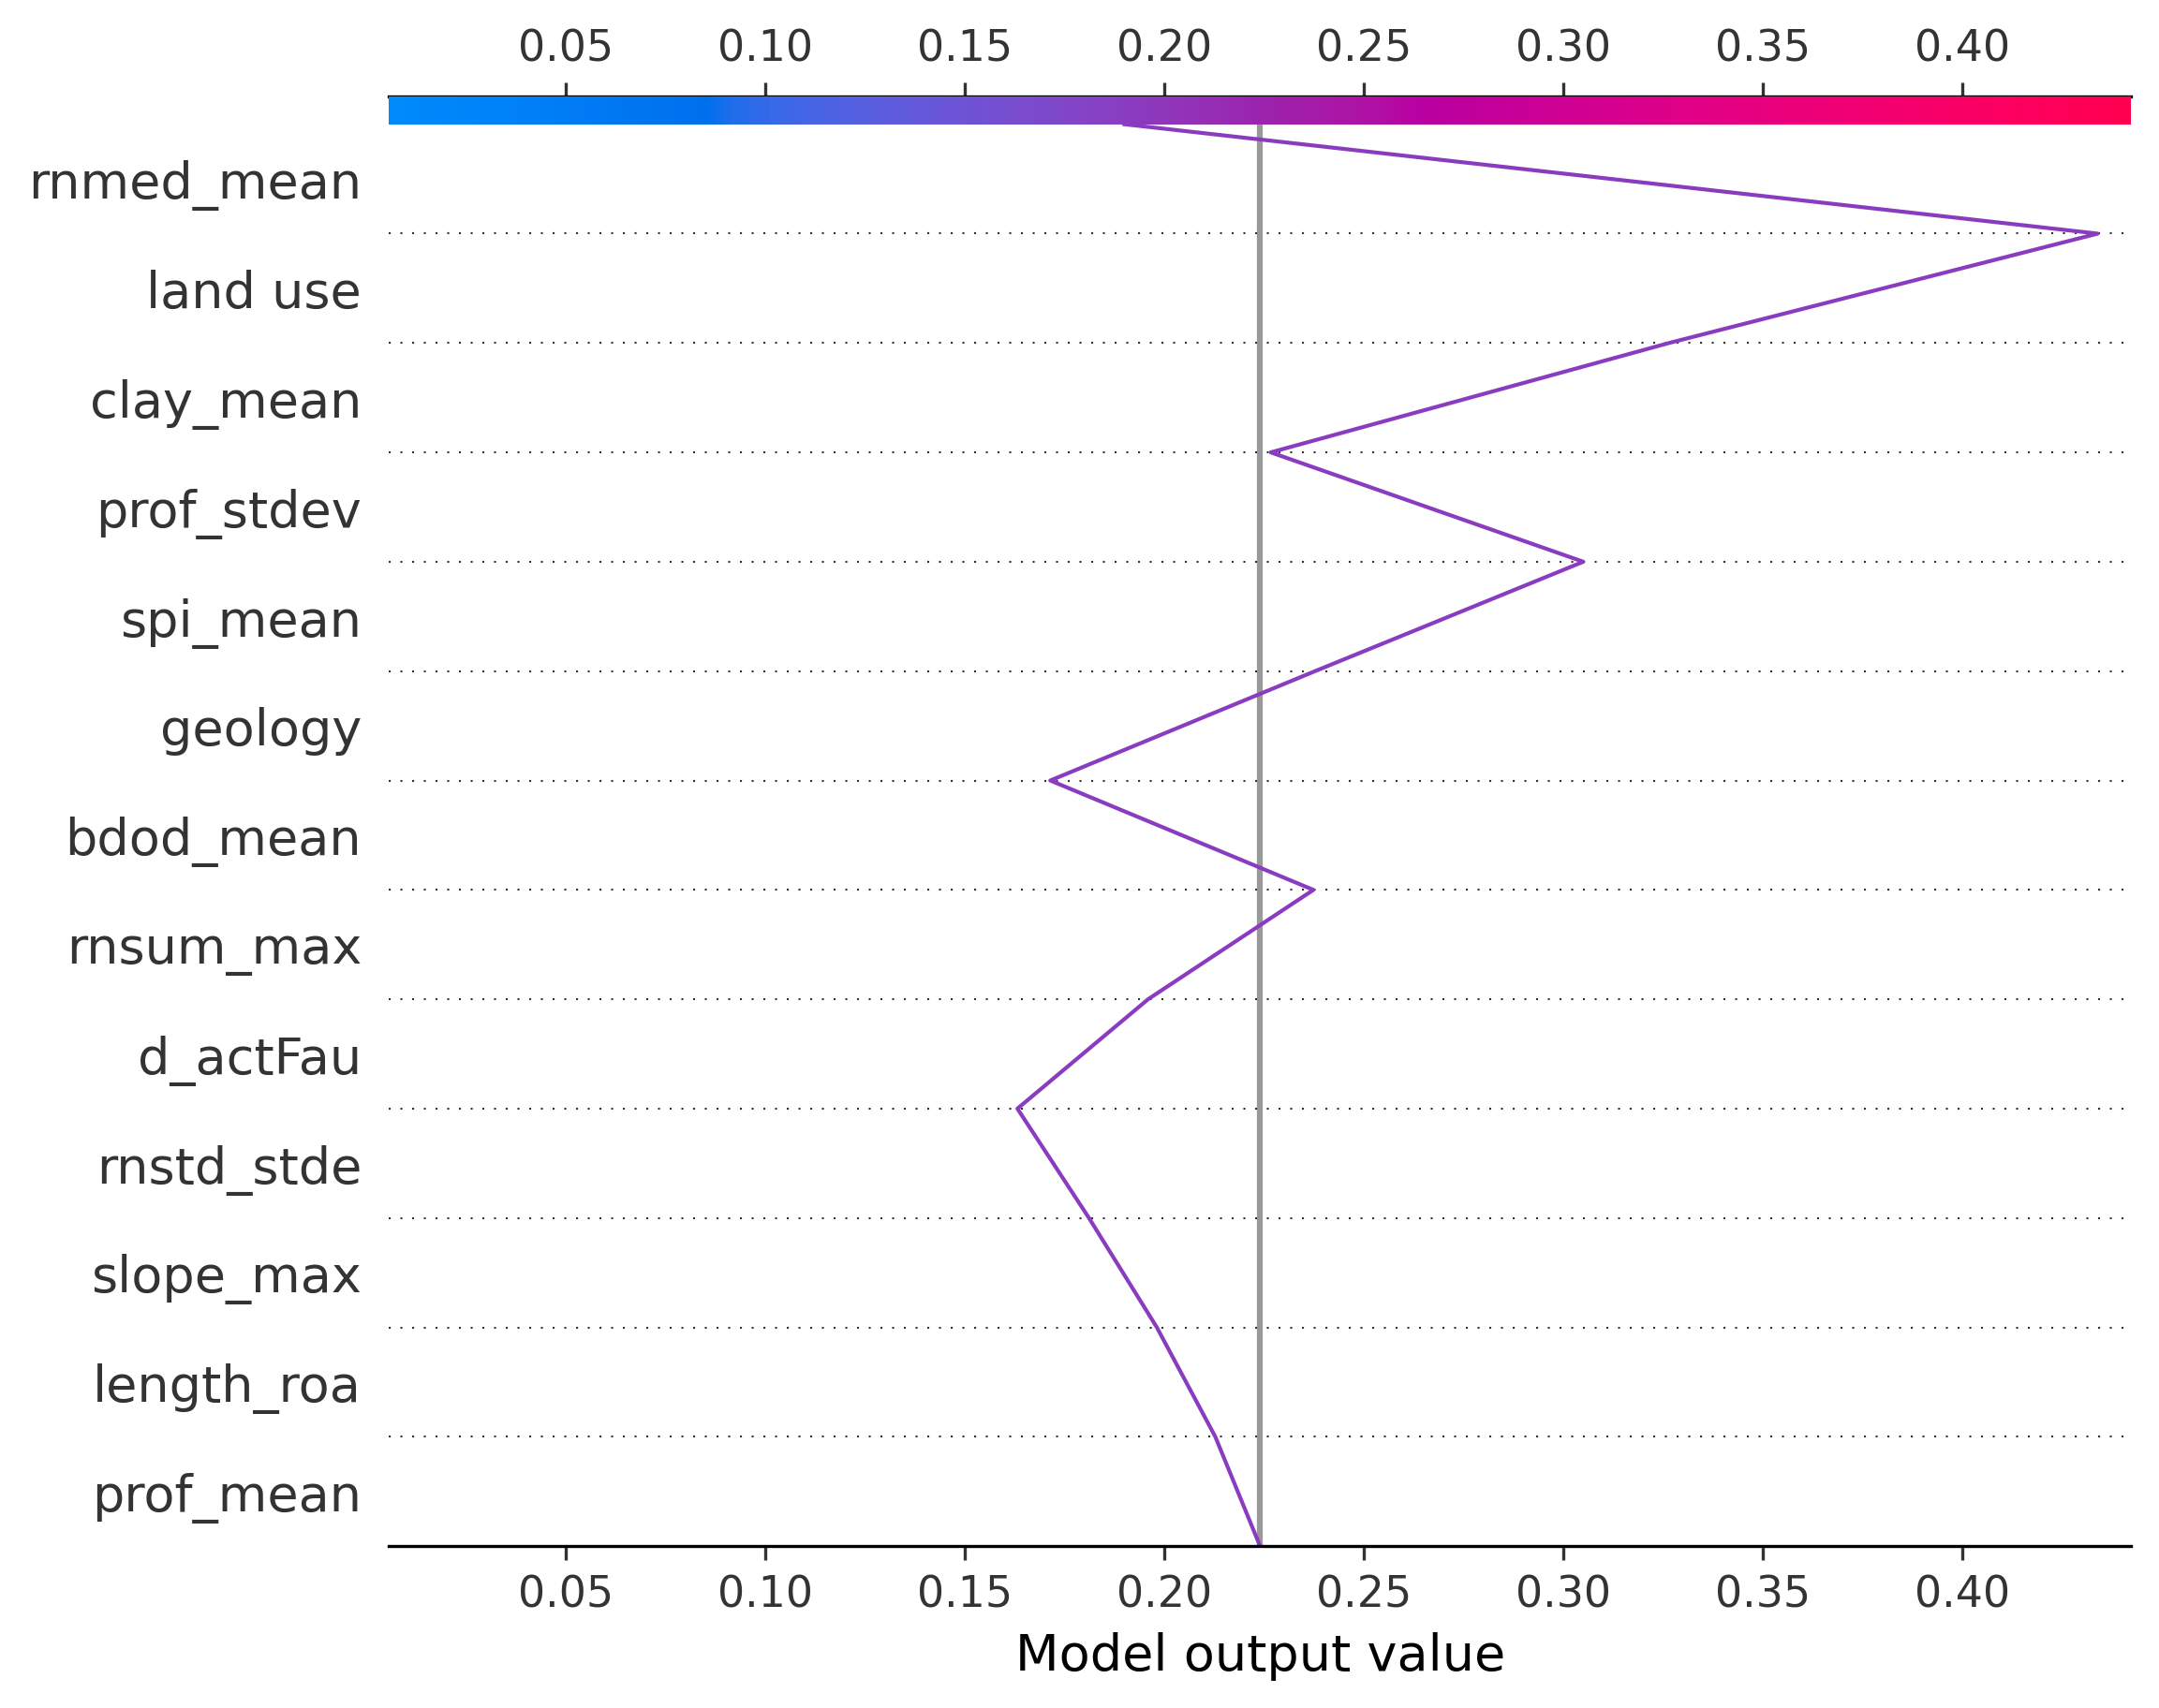 0.05 0.10 0.15 0.20 0.25 0.30 0.35 0.40
rnmed_mean
land use
clay_mean
prof_stdev
spi_mean
geology
bdod_mean
rnsum_max
d_actFau
rnstd_stde
slope_max
length_roa
prof_mean
0.05 0.10 0.15 0.20 0.25 0.30 0.35 0.40
Model output value